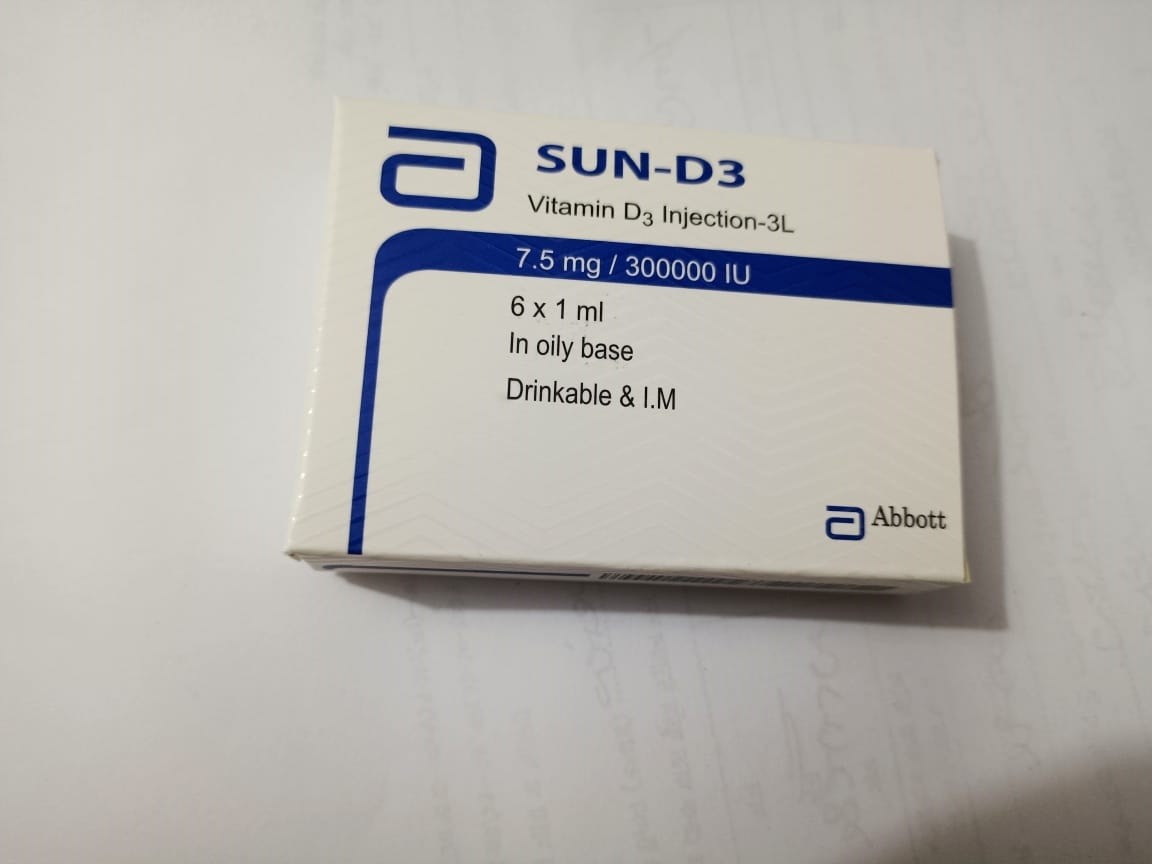 SUN-D3
Vitamin D₃ Injection-3L
7.5 mg / 300000 IU
6 x 1 ml
In oily base
Drinkable & I.M
Abbott